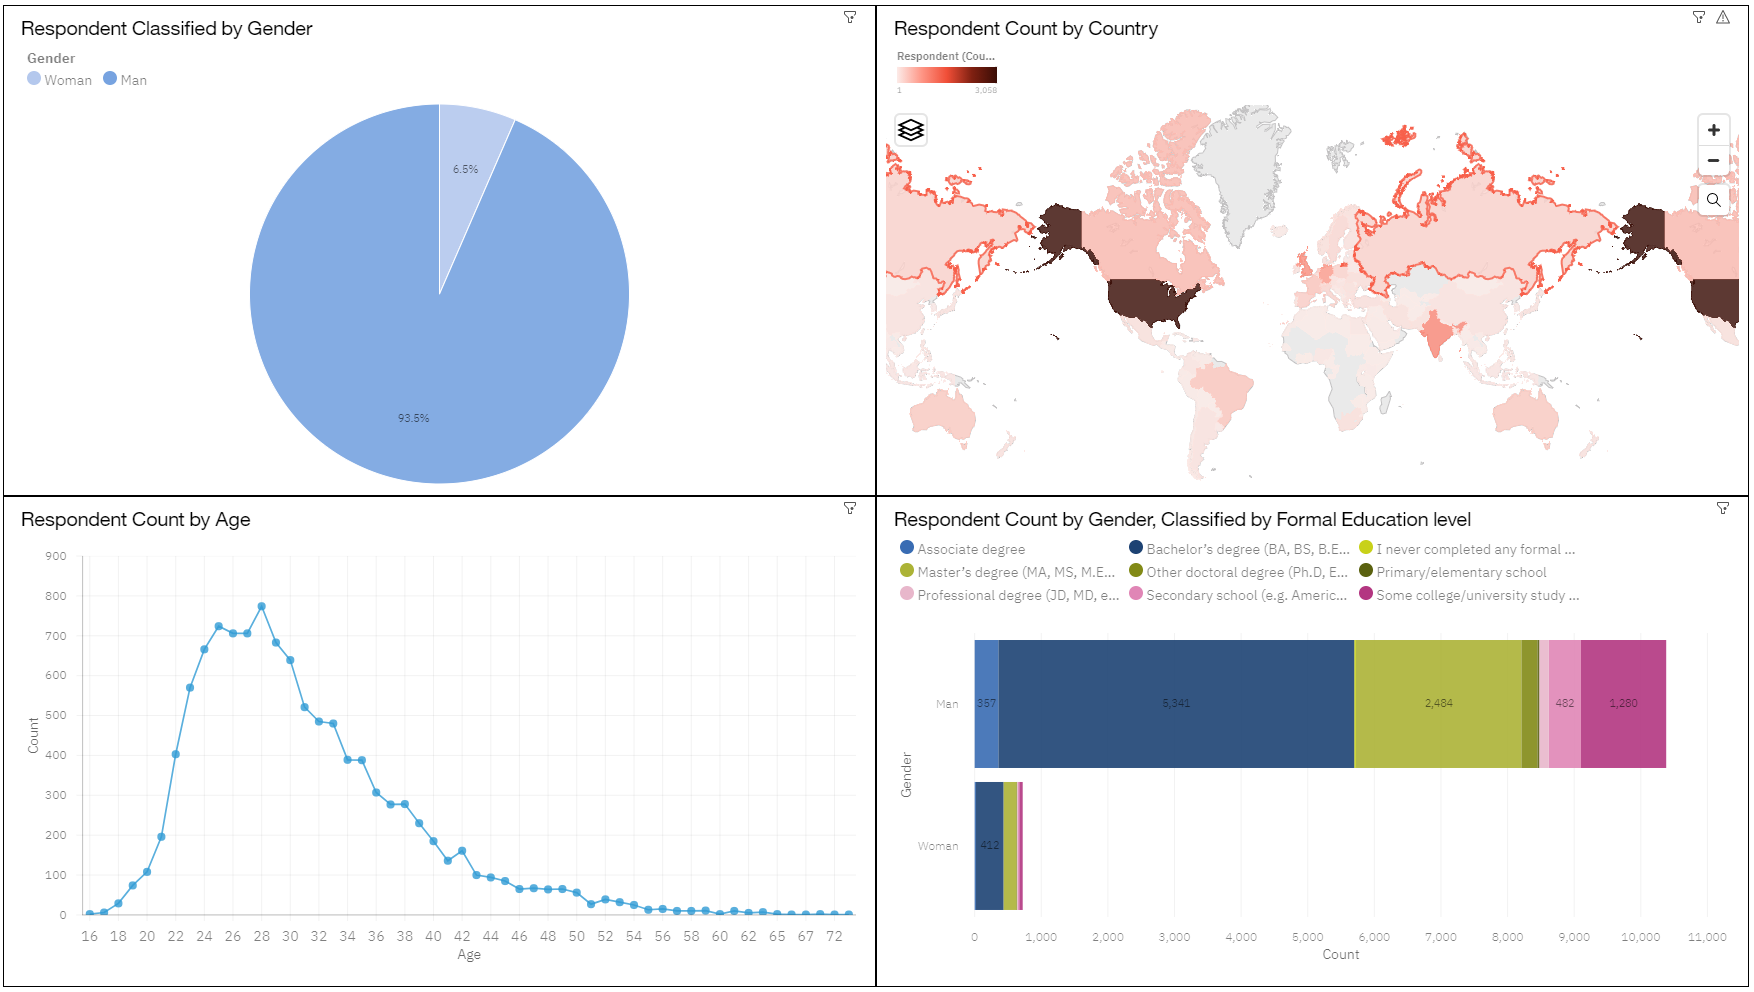 Respondent Classified by Gender
Gender
Woman Man
6.5%
93.5%
Respondent Count by Country
Respondent (Cou...
1 3,058
+
−
Respondent Count by Age
900
800
700
600
500
400
300
200
100
0
Count
16 18 20 22 24 26 28 30 32 34 36 38 40 42 44 46 48 50 52 54 56 58 60 62 65 67 72
Age
Respondent Count by Gender, Classified by Formal Education level
Associate degree Bachelor's degree (BA, BS, B.E... I never completed any formal ...
Master's degree (MA, MS, M.E... Other doctoral degree (Ph.D, E... Primary/elementary school
Professional degree (JD, MD, e... Secondary school (e.g. Americ... Some college/university study ...
Man 357 5,341 2,484 482 1,280
Gender
Woman 412
0 1,000 2,000 3,000 4,000 5,000 6,000 7,000 8,000 9,000 10,000 11,000
Count